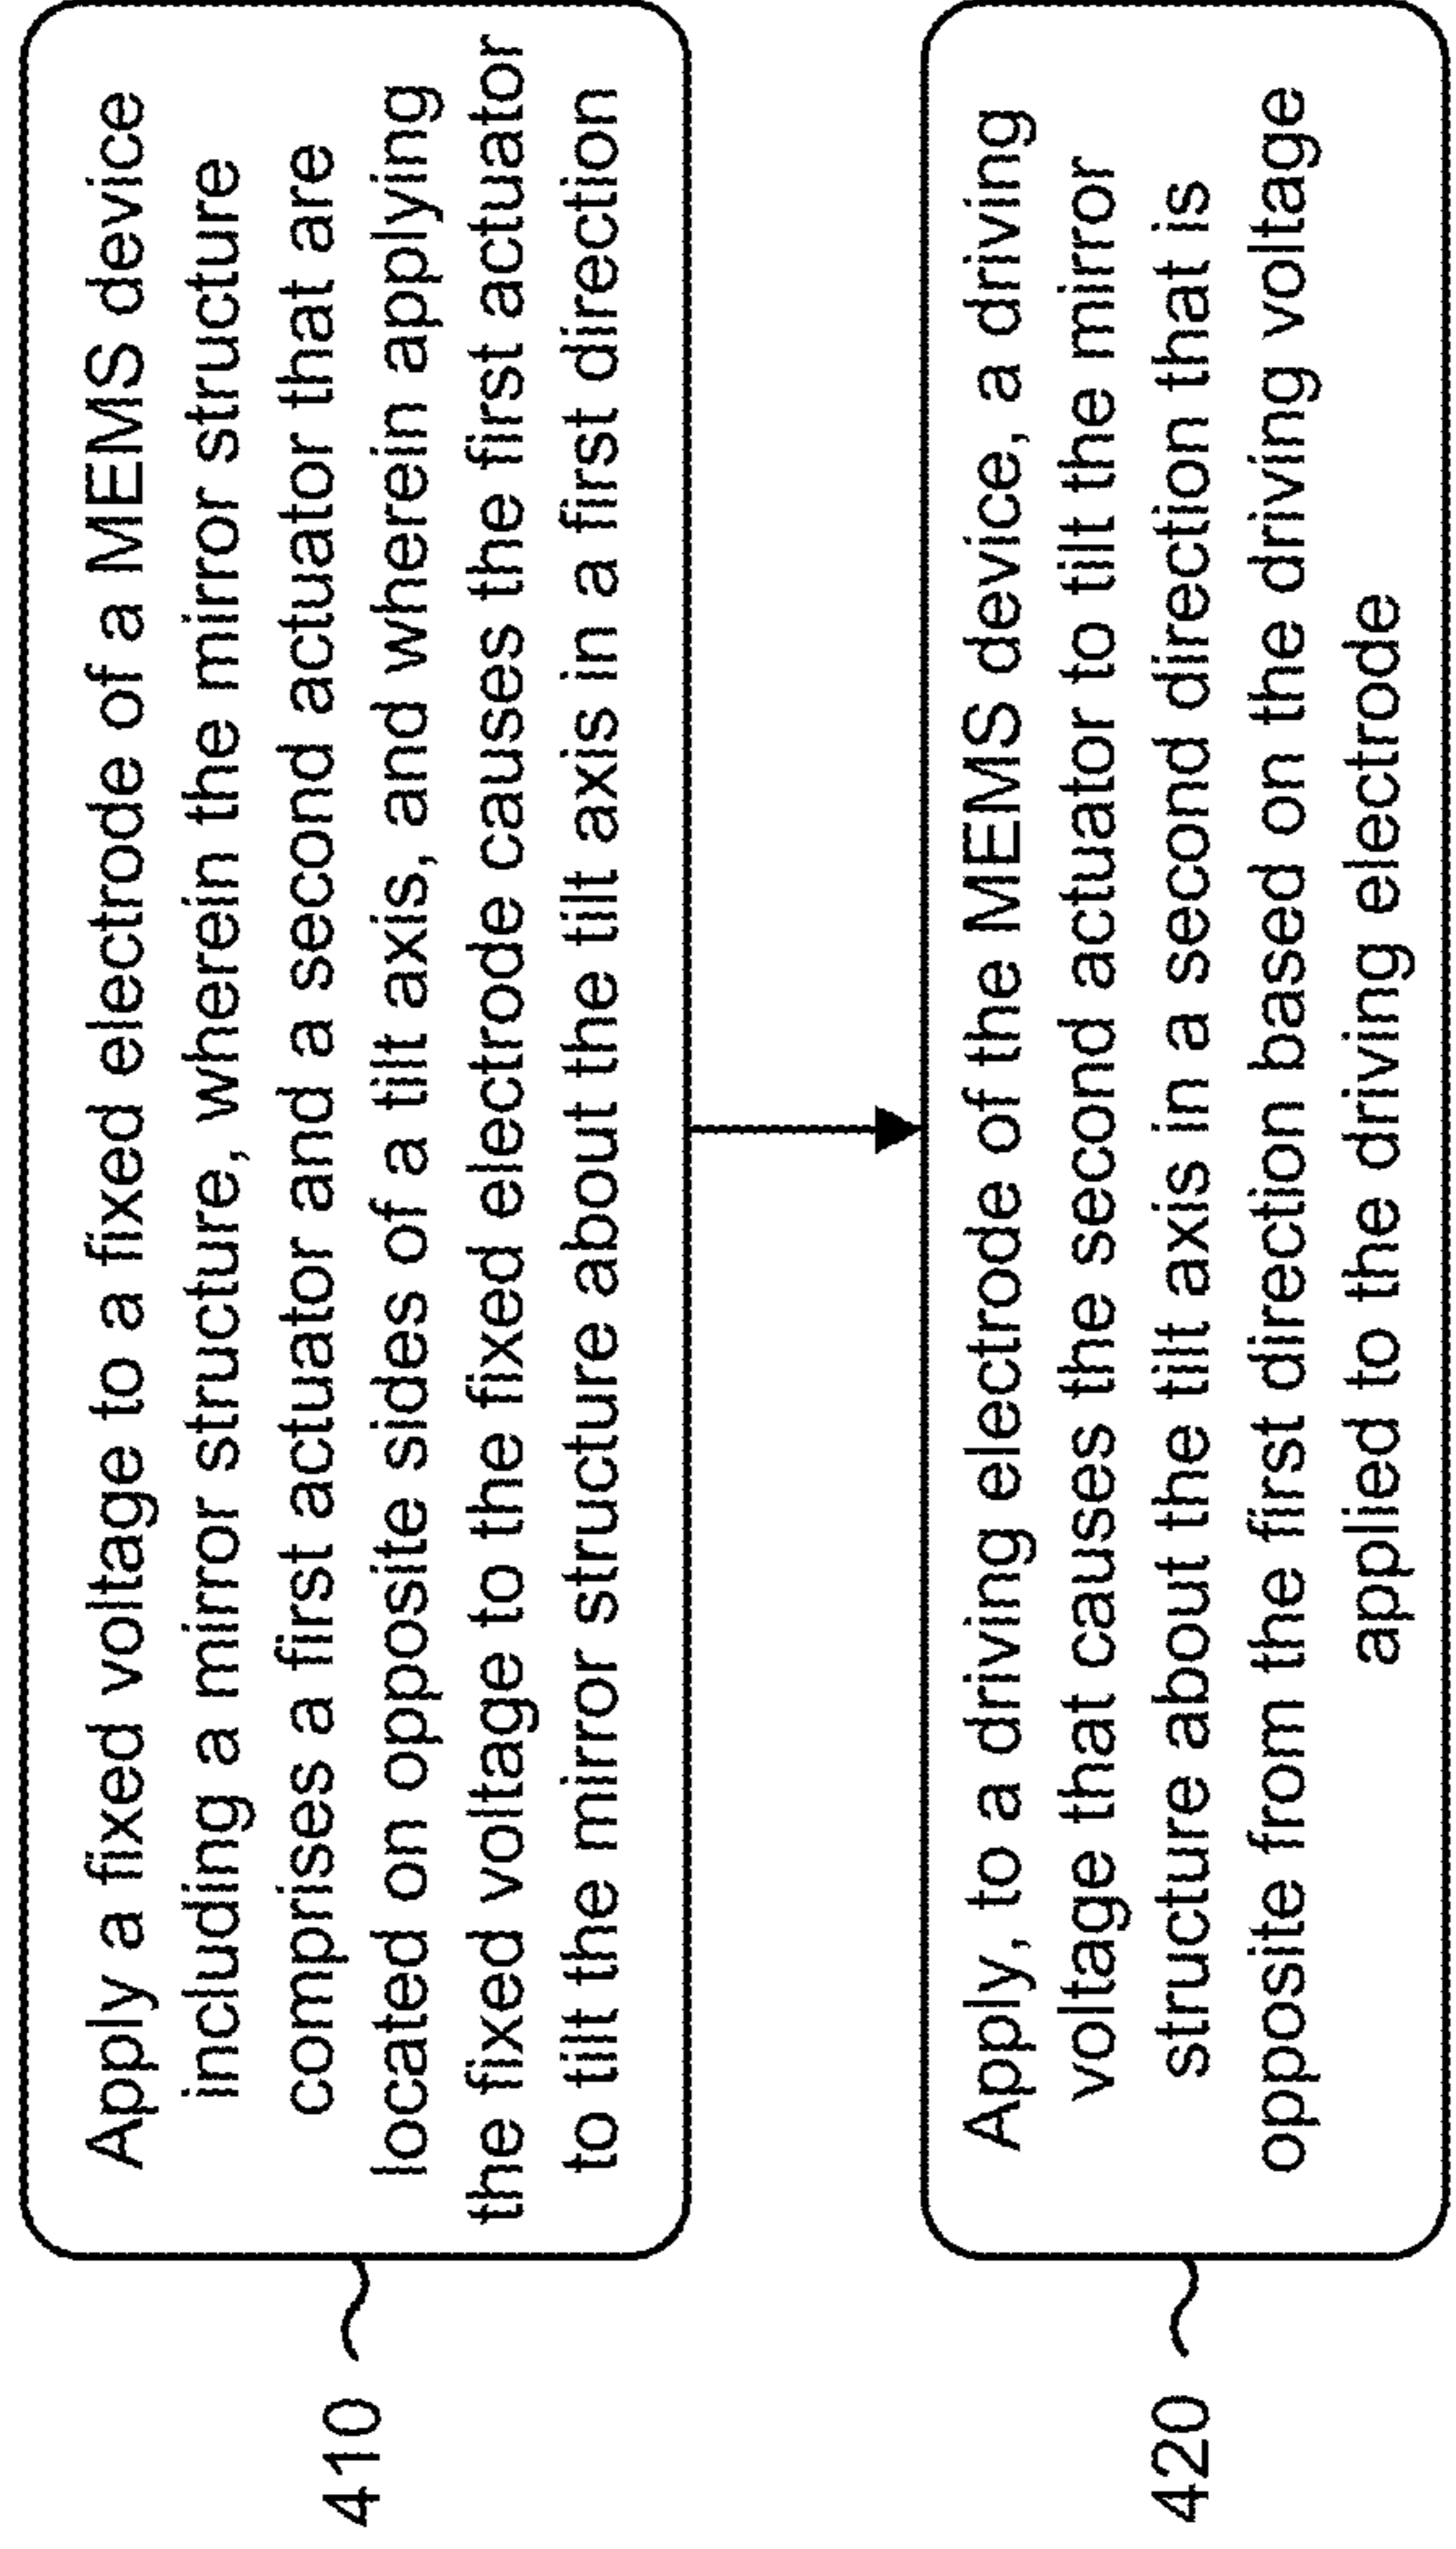 410
Apply a fixed voltage to a fixed electrode of a MEMS device
including a mirror structure, wherein the mirror structure
comprises a first actuator and a second actuator that are
located on opposite sides of a tilt axis, and wherein applying
the fixed voltage to the fixed electrode causes the first actuator
to tilt the mirror structure about the tilt axis in a first direction
420
Apply, to a driving electrode of the MEMS device, a driving
voltage that causes the second actuator to tilt the mirror
structure about the tilt axis in a second direction that is
opposite from the first direction based on the driving voltage
applied to the driving electrode